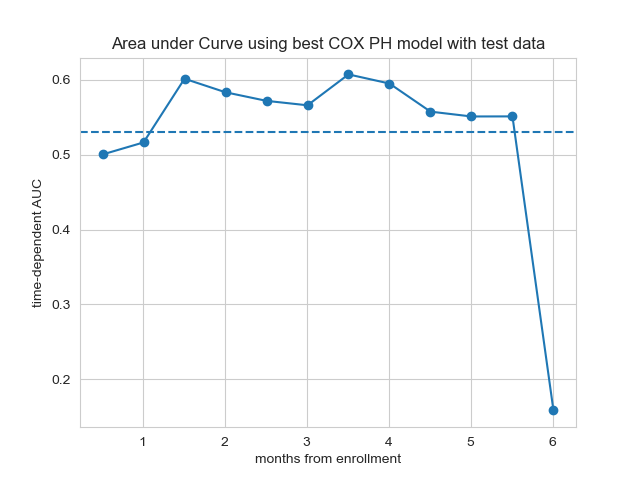 Area under Curve using best COX PH model with test data
time-dependent AUC
0.6
0.5
0.4
0.3
0.2
1 2 3 4 5 6
months from enrollment